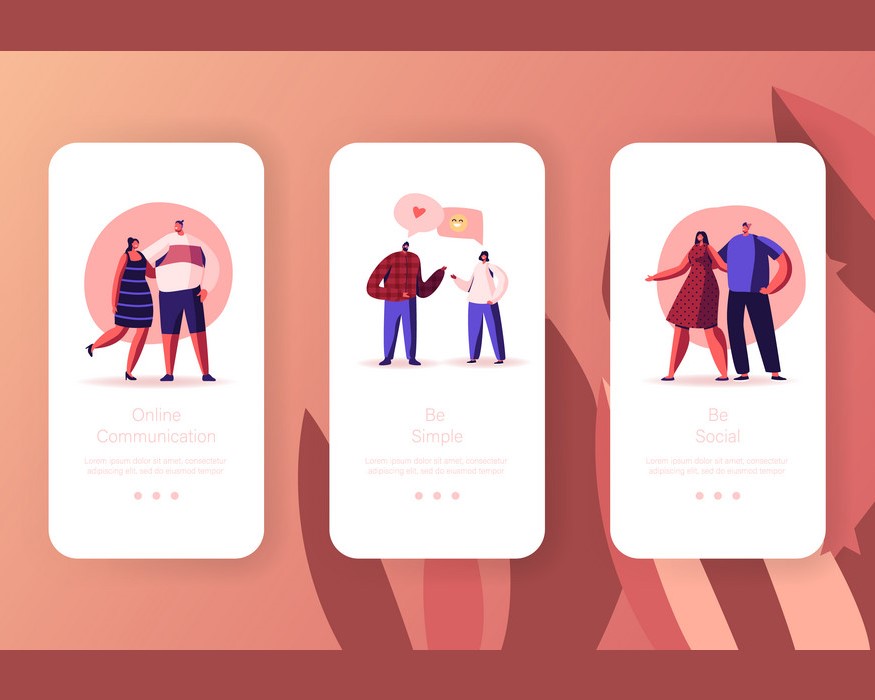 Online
Communication
Lorem ipsum dolor sit amet, consectetur
adipiscing elit, sed do eiusmod tempor
Be
Simple
Lorem ipsum dolor sit amet, consectetur
adipiscing elit, sed do eiusmod tempor
Be
Social
Lorem ipsum dolor sit amet, consectetur
adipiscing elit, sed do eiusmod tempor